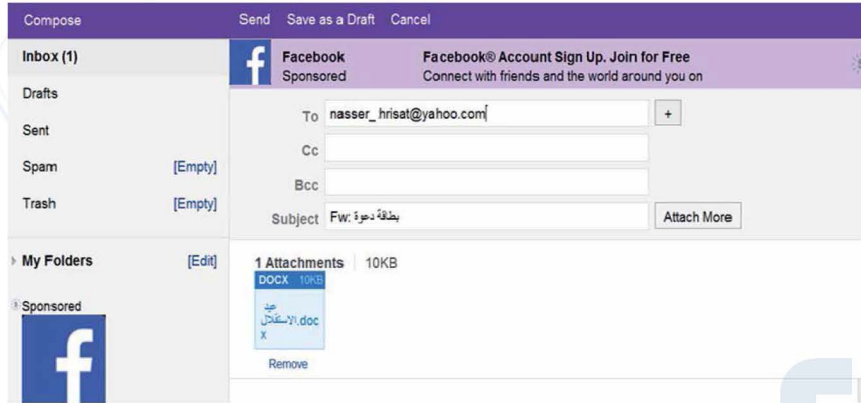 Compose
Send Save as a Draft Cancel
Inbox (1)
Drafts
Sent
Spam [Empty]
Trash [Empty]
My Folders [Edit]
Sponsored
f
f
Facebook
Sponsored
Facebook® Account Sign Up. Join for Free
Connect with friends and the world around you on
To nasser_ hrisat@yahoo.com +
Cc
Bcc
Subject Fw: بطاقة دعوة Attach More
1 Attachments 10KB
DOCX 10KB
عيد
الاستقلال.doc
x
Remove